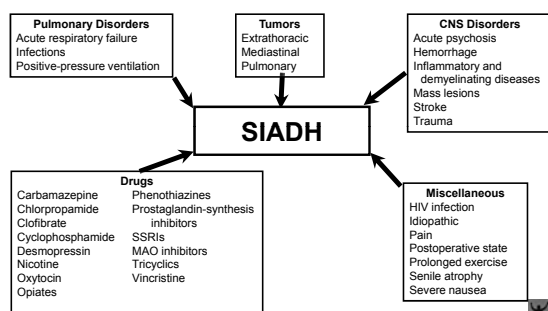 Pulmonary Disorders
Acute respiratory failure
Infections
Positive-pressure ventilation
Tumors
Extrathoracic
Mediastinal
Pulmonary
CNS Disorders
Acute psychosis
Hemorrhage
Inflammatory and
demyelinating diseases
Mass lesions
Stroke
Trauma
SIADH
Drugs
Carbamazepine
Chlorpropamide
Clofibrate
Cyclophosphamide
Desmopressin
Nicotine
Oxytocin
Opiates
Phenothiazines
Prostaglandin-synthesis
inhibitors
SSRIs
MAO inhibitors
Tricyclics
Vincristine
Miscellaneous
HIV infection
Idiopathic
Pain
Postoperative state
Prolonged exercise
Senile atrophy
Severe nausea